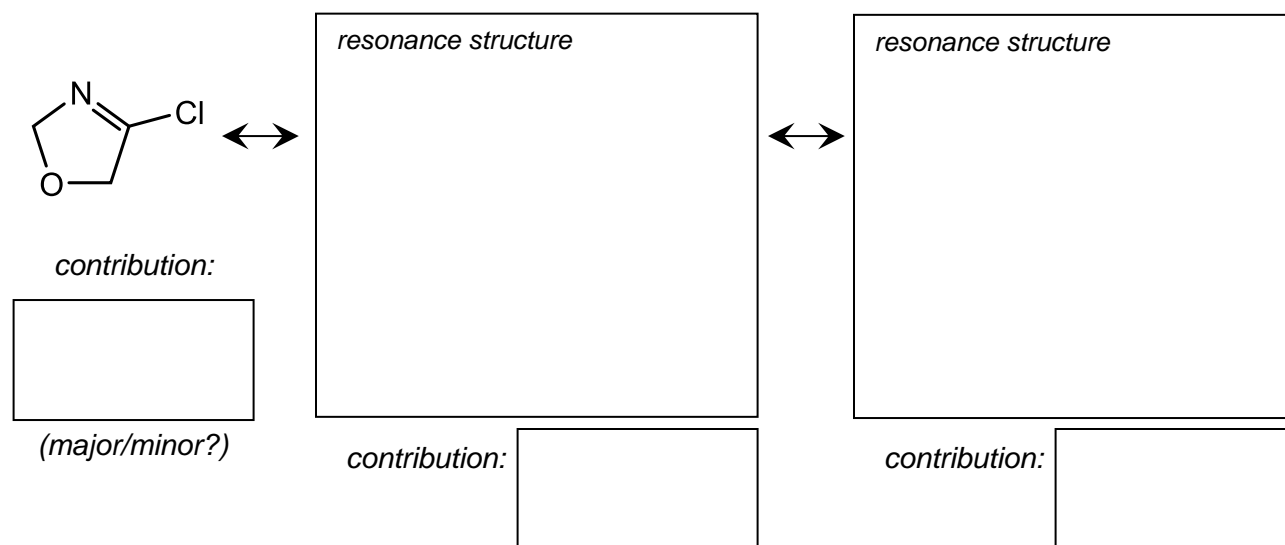 resonance structure
resonance structure
N
Cl
O
contribution:
(major/minor?)
contribution:
contribution: